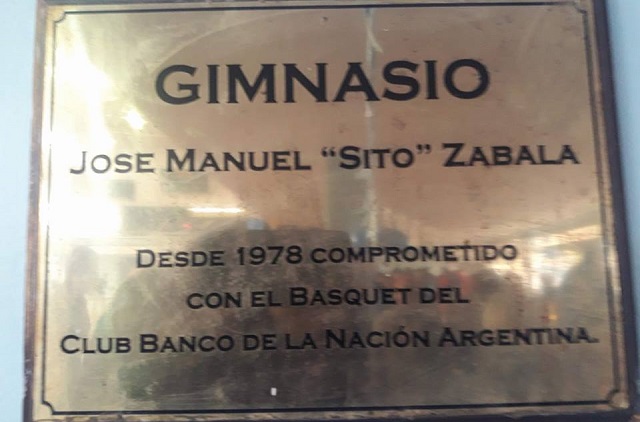 GIMNASIO
JOSE MANUEL “SITO” ZABALA
DESDE 1978 COMPROMETIDO
CON EL BASQUET DEL
CLUB BANCO DE LA NACIÓN ARGENTINA.